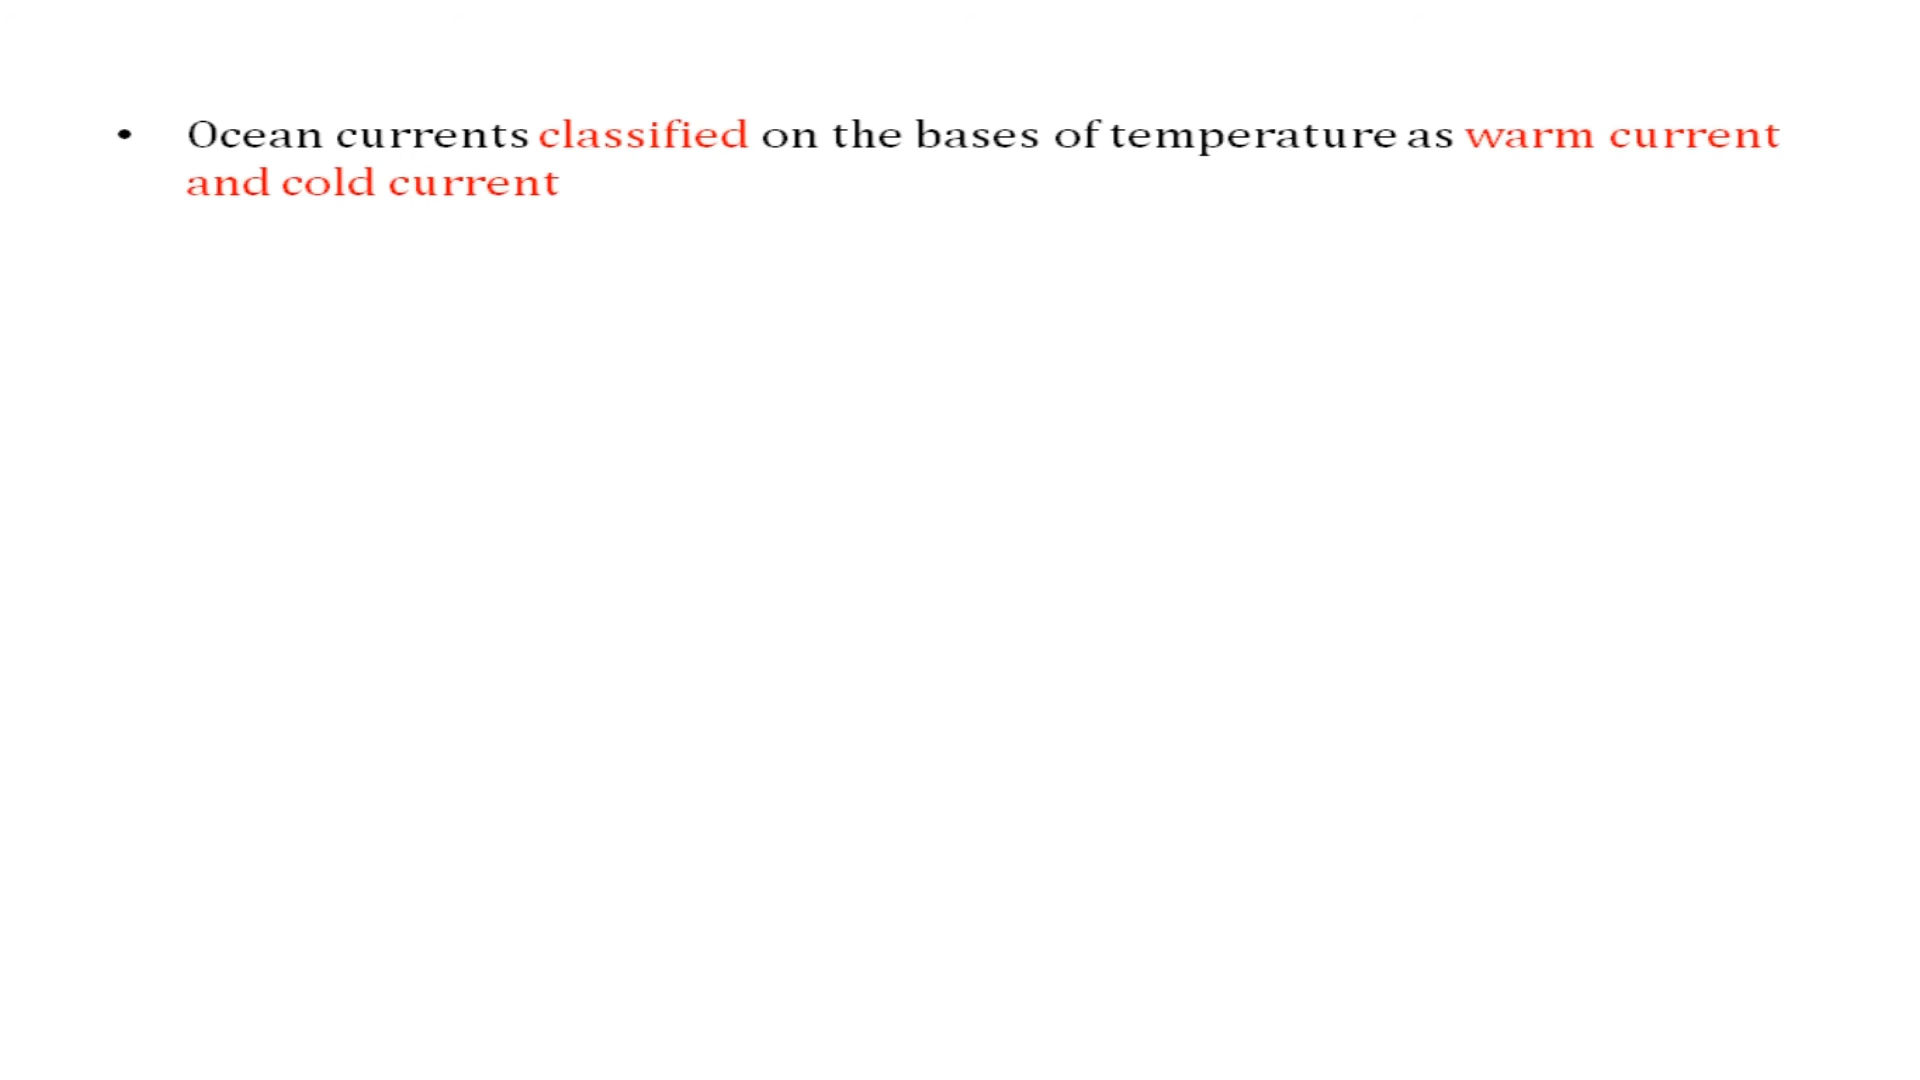 • Ocean currents classified on the bases of temperature as warm current
and cold current